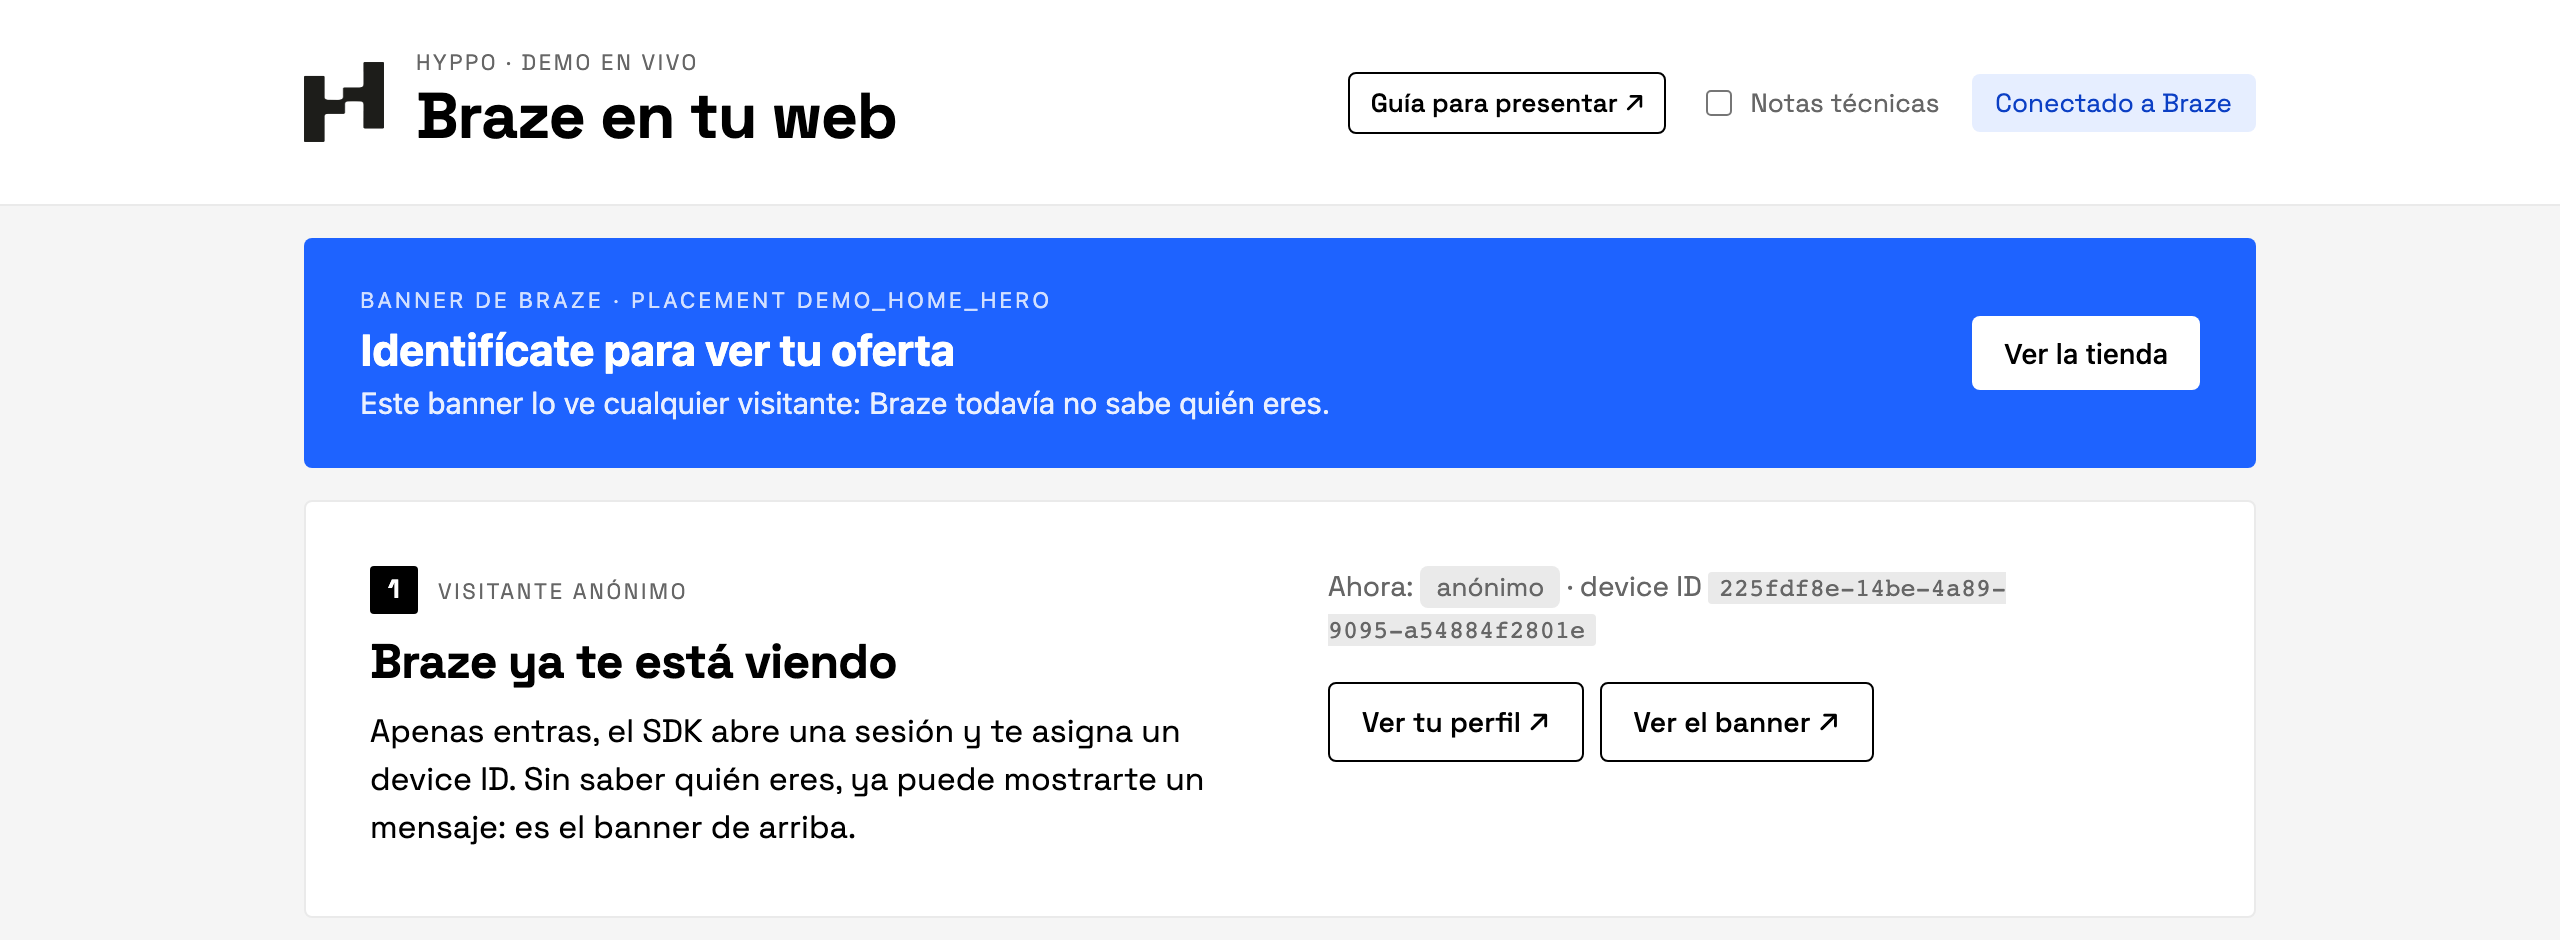 HYPPO · DEMO EN VIVO
Braze en tu web
Guía para presentar ↗
Notas técnicas
Conectado a Braze
BANNER DE BRAZE · PLACEMENT DEMO_HOME_HERO
Identifícate para ver tu oferta
Este banner lo ve cualquier visitante: Braze todavía no sabe quién eres.
Ver la tienda
1 VISITANTE ANÓNIMO
Braze ya te está viendo
Apenas entras, el SDK abre una sesión y te asigna un
device ID. Sin saber quién eres, ya puede mostrarte un
mensaje: es el banner de arriba.
Ahora: anónimo · device ID 225fdf8e-14be-4a89-
9095-a54884f2801e
Ver tu perfil ↗
Ver el banner ↗